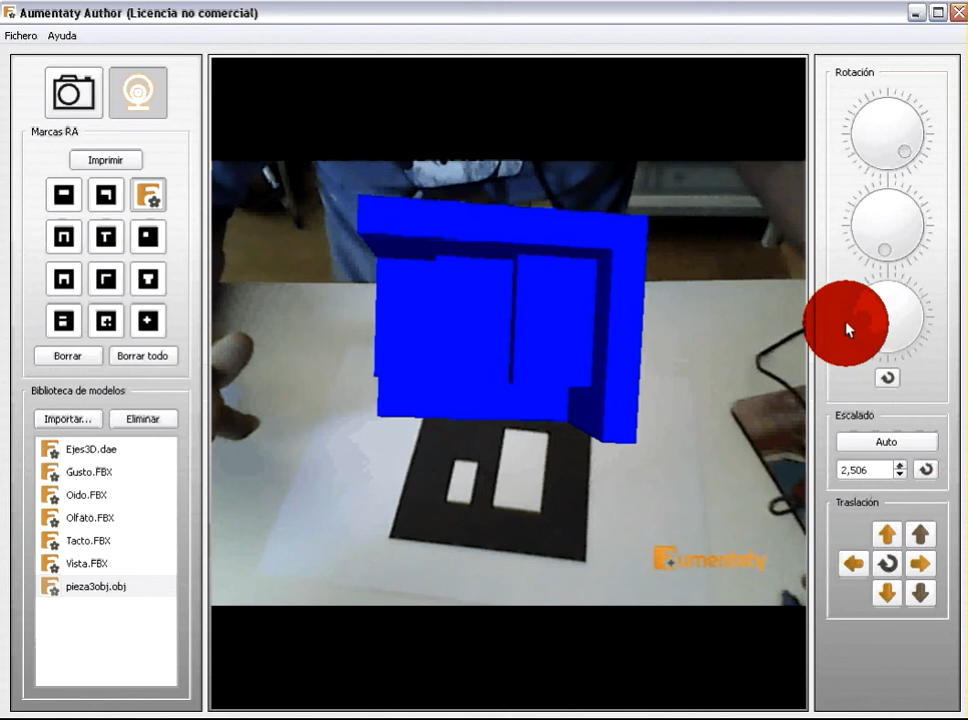 Aumentaty Author (Licencia no comercial)
Fichero Ayuda
Marcas RA
Imprimir
Borrar Borrar todo
Biblioteca de modelos
Importar... Eliminar
Ejes3D.dae
Gusto.FBX
Oido.FBX
Olfato.FBX
Tacto.FBX
Vista.FBX
pieza3obj.obj
umentaty
Rotación
Escalado
Auto
2,506
Traslación